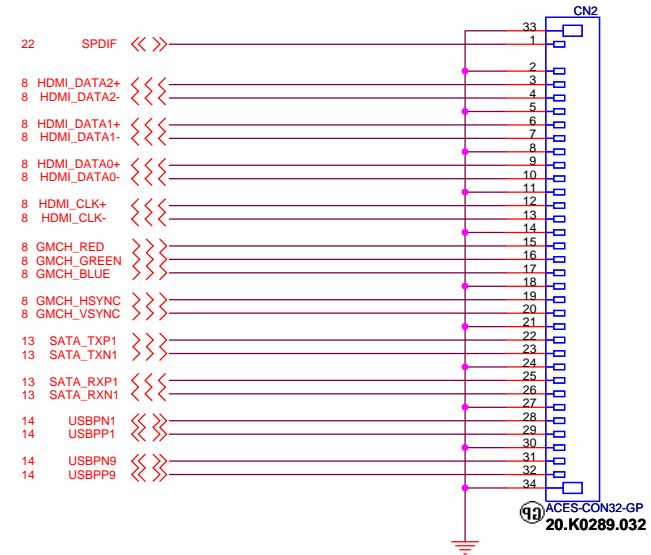 CN2
33
22 SPDIF 1
2
8 HDMI_DATA2+ 3
8 HDMI_DATA2- 4
5
8 HDMI_DATA1+ 6
8 HDMI_DATA1- 7
8
8 HDMI_DATA0+ 9
8 HDMI_DATA0- 10
11
8 HDMI_CLK+ 12
8 HDMI_CLK- 13
14
8 GMCH_RED 15
8 GMCH_GREEN 16
8 GMCH_BLUE 17
18
8 GMCH_HSYNC 19
8 GMCH_VSYNC 20
21
13 SATA_TXP1 22
13 SATA_TXN1 23
24
13 SATA_RXP1 25
13 SATA_RXN1 26
27
14 USBPN1 28
14 USBPP1 29
30
14 USBPN9 31
14 USBPP9 32
34
ACES-CON32-GP
20.K0289.032